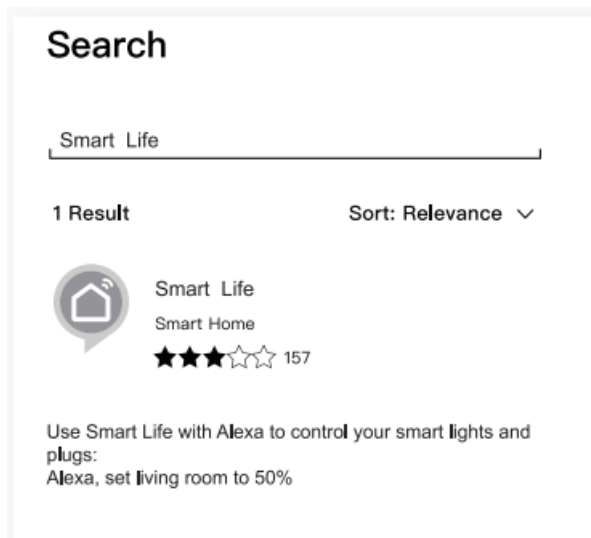 Search
Smart Life
1 Result
Sort: Relevance
Smart Life
Smart Home
157
Use Smart Life with Alexa to control your smart lights and
plugs:
Alexa, set living room to 50%